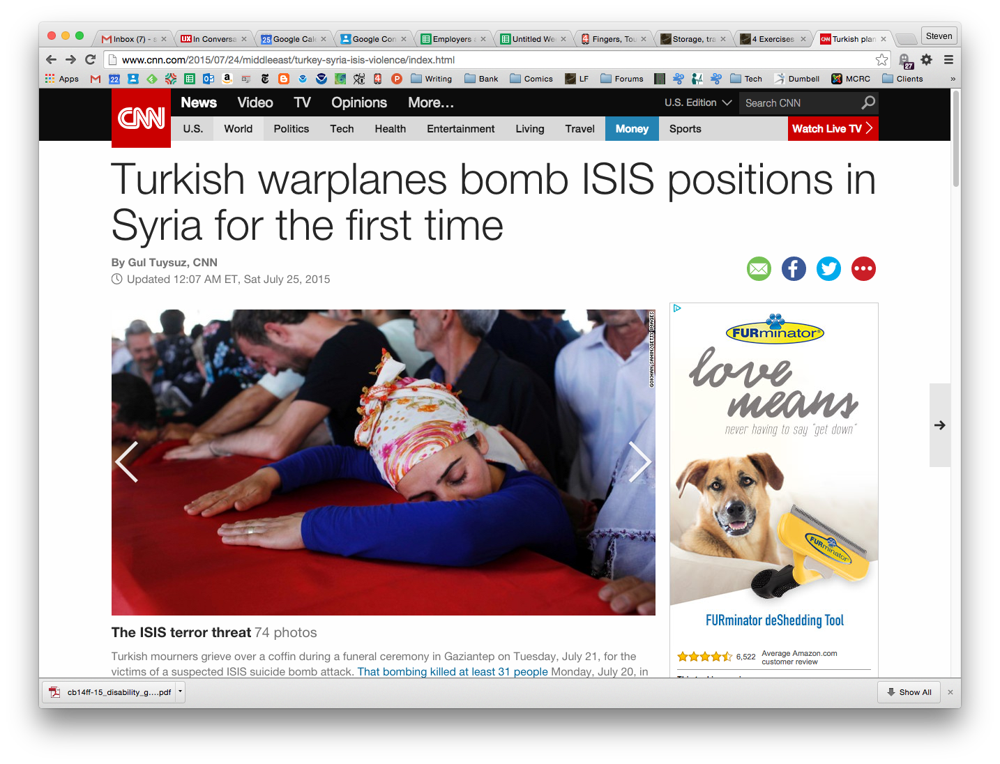 Inbox (7) - s
In Conversa
Google Cale
Google Con
Employers a
Untitled We
Fingers, Tou
Storage, tra
4 Exercises
Turkish plan
Steven
www.cnn.com/2015/07/24/middleeast/turkey-syria-isis-violence/index.html
27
Apps
22
Writing
Bank
Comics
LF
Forums
Tech
Dumbell
MCRC
Clients
»
CNN
News
Video
TV
Opinions
More...
U.S. Edition
Search CNN
U.S.
World
Politics
Tech
Health
Entertainment
Living
Travel
Money
Sports
Watch Live TV
Turkish warplanes bomb ISIS positions in
Syria for the first time
By Gul Tuysuz, CNN
Updated 12:07 AM ET, Sat July 25, 2015
GOKHAN SAHIN/GETTY IMAGES
The ISIS terror threat 74 photos
Turkish mourners grieve over a coffin during a funeral ceremony in Gaziantep on Tuesday, July 21, for the
victims of a suspected ISIS suicide bomb attack. That bombing killed at least 31 people Monday, July 20, in
FURminator®
love
means
never having to say "get down"
FURminator
FURminator deShedding Tool
6,522
Average Amazon.com
customer review
cb14ff-15_disability_g....pdf
Show All